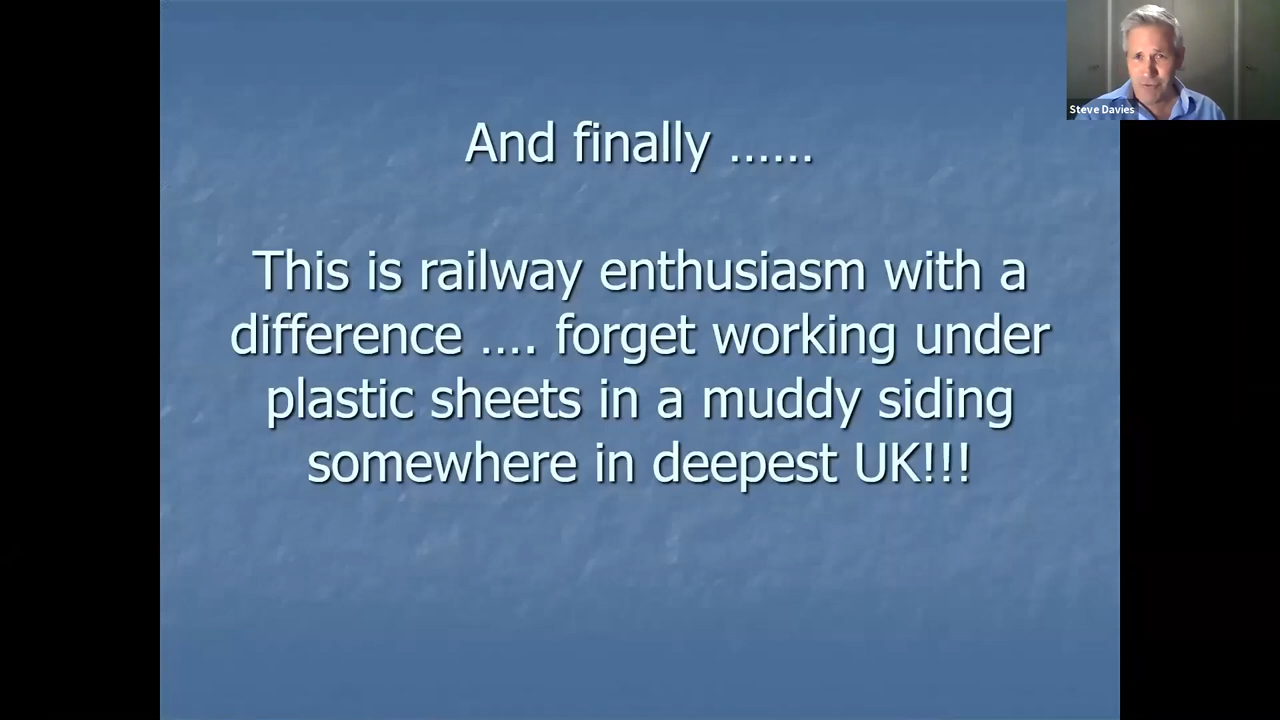 And finally ......
This is railway enthusiasm with a
difference .... forget working under
plastic sheets in a muddy siding
somewhere in deepest UK!!!
Steve Davies